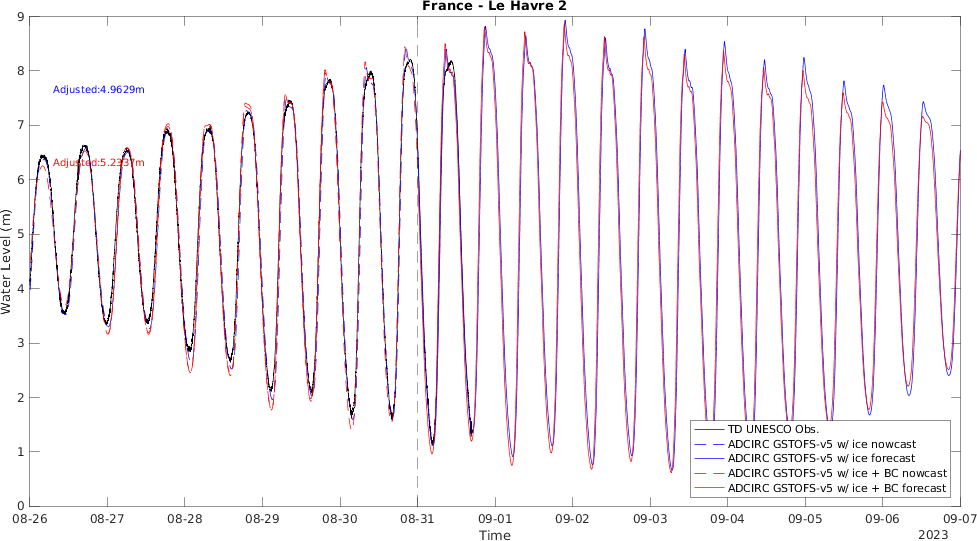 France - Le Havre 2
Water Level (m)
9
8
7
6
5
4
3
2
1
0
Adjusted:4.9629m
Adjusted:5.2337m
TD UNESCO Obs.
ADCIRC GSTOFS-v5 w/ ice nowcast
ADCIRC GSTOFS-v5 w/ ice forecast
ADCIRC GSTOFS-v5 w/ ice + BC nowcast
ADCIRC GSTOFS-v5 w/ ice + BC forecast
08-26 08-27 08-28 08-29 08-30 08-31 09-01 09-02 09-03 09-04 09-05 09-06 09-07
Time
2023